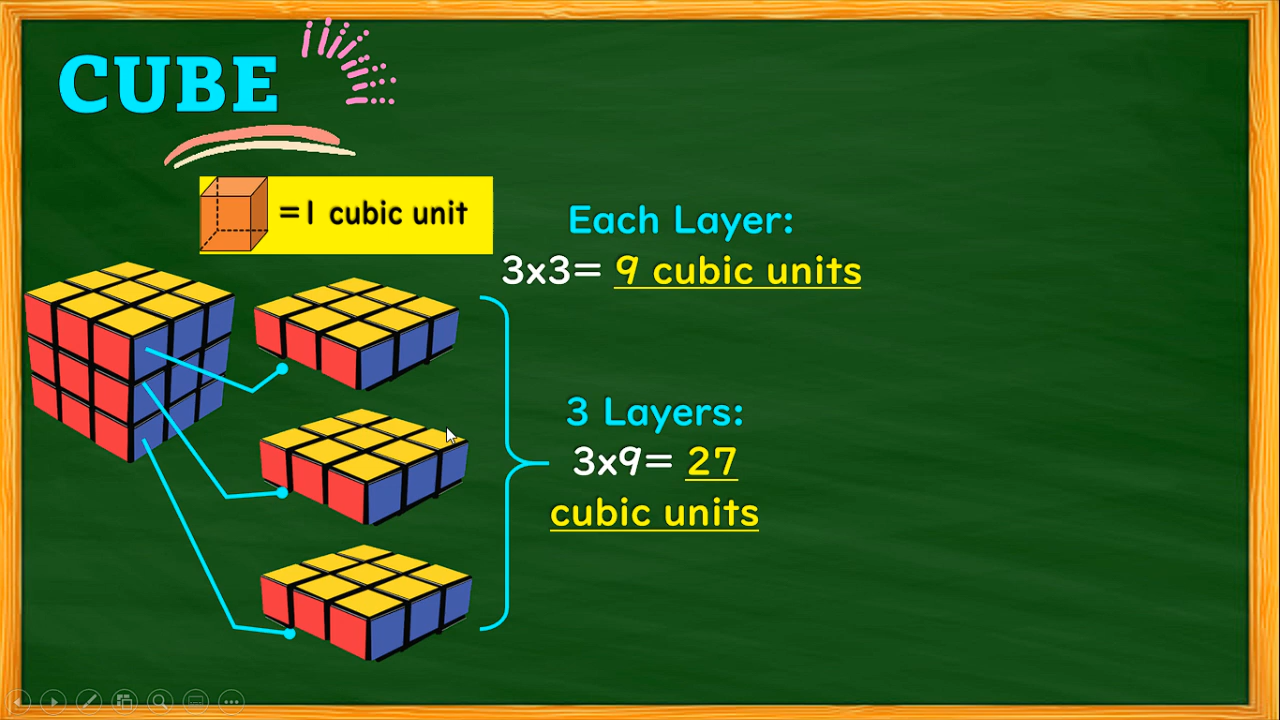 CUBE
=1 cubic unit
Each Layer:
3x3= 9 cubic units
3 Layers:
3x9= 27
cubic units